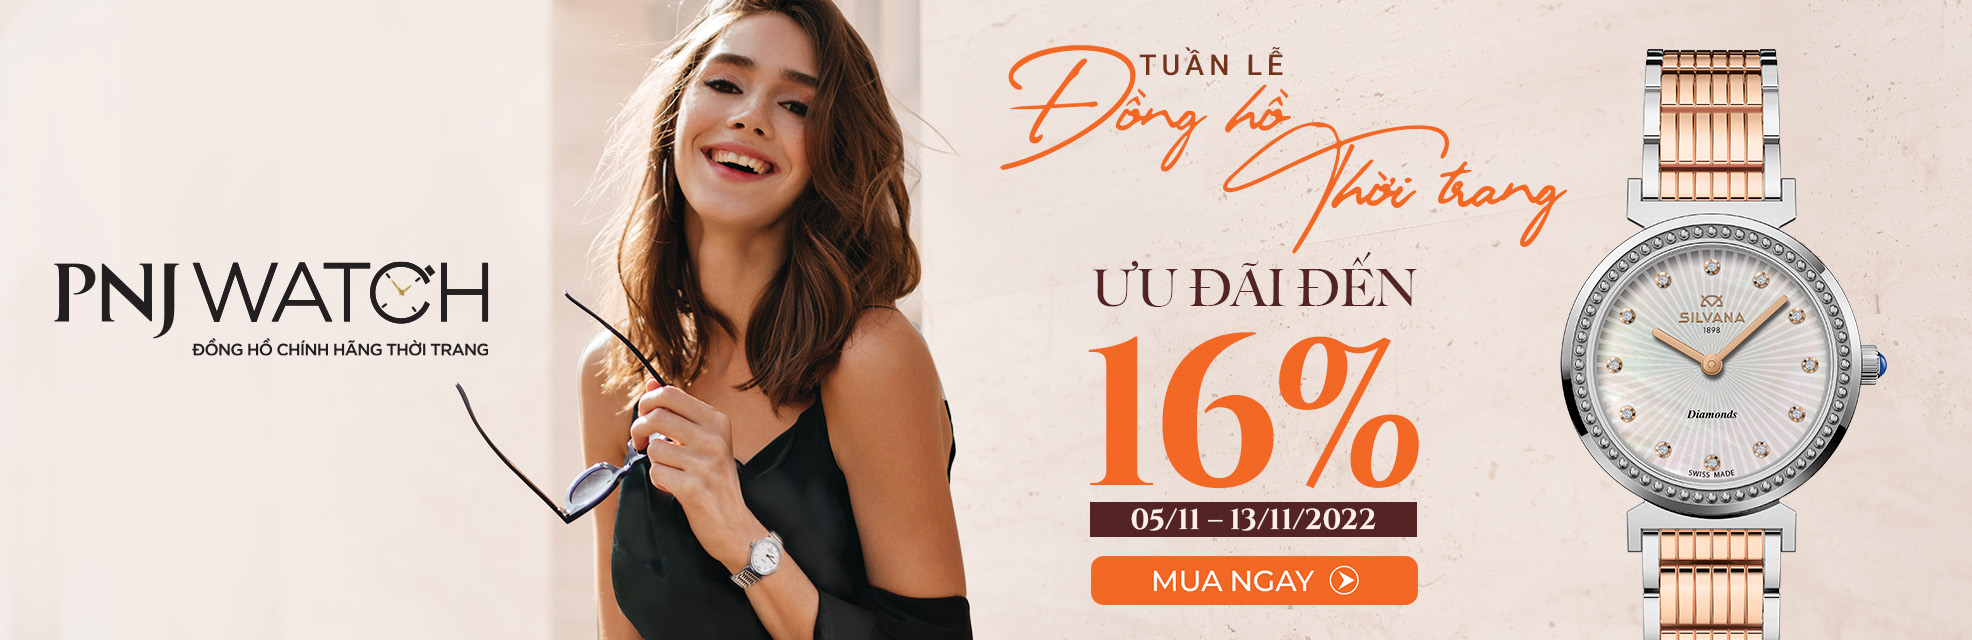 PNJ WATCH
ĐỒNG HỒ CHÍNH HÃNG THỜI TRANG
TUẦN LỄ
Đồng hồ
Thời trang
ƯU ĐÃI ĐẾN
16%
05/11 – 13/11/2022
MUA NGAY
SILVANA
1898
Diamonds
SWISS MADE